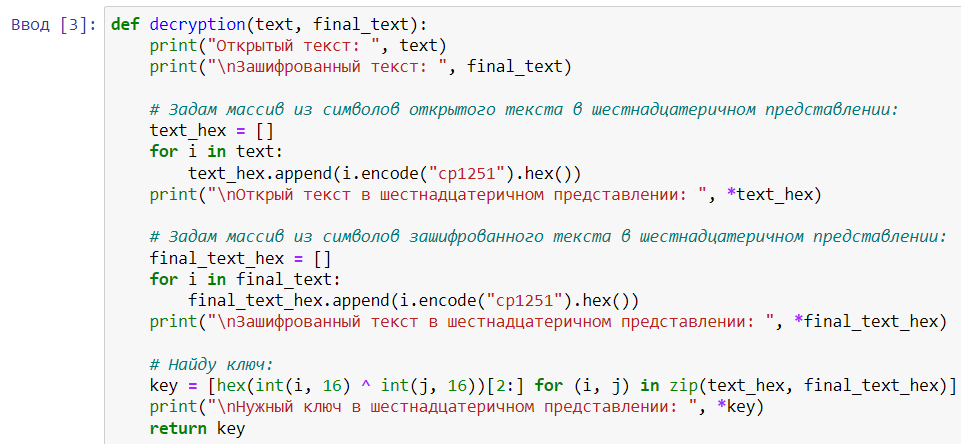 Ввод [3]: def decryption(text, final_text):
    print("Открытый текст: ", text)
    print("\nЗашифрованный текст: ", final_text)

    # Задам массив из символов открытого текста в шестнадцатеричном представлении:
    text_hex = []
    for i in text:
        text_hex.append(i.encode("cp1251").hex())
    print("\nОткрый текст в шестнадцатеричном представлении: ", *text_hex)

    # Задам массив из символов зашифрованного текста в шестнадцатеричном представлении:
    final_text_hex = []
    for i in final_text:
        final_text_hex.append(i.encode("cp1251").hex())
    print("\nЗашифрованный текст в шестнадцатеричном представлении: ", *final_text_hex)

    # Найду ключ:
    key = [hex(int(i, 16) ^ int(j, 16))[2:] for (i, j) in zip(text_hex, final_text_hex)]
    print("\nНужный ключ в шестнадцатеричном представлении: ", *key)
    return key